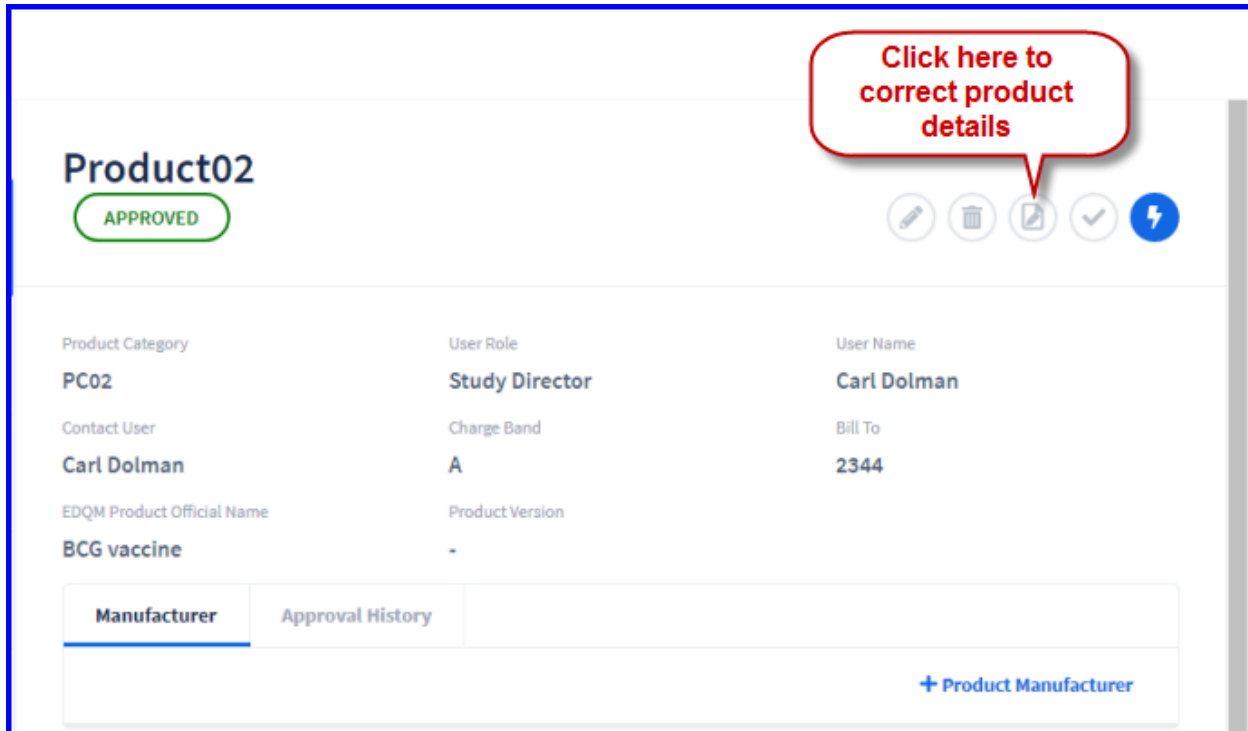 Click here to
correct product
details
Product02
APPROVED
Product Category
User Role
User Name
PC02
Study Director
Carl Dolman
Contact User
Charge Band
Bill To
Carl Dolman
A
2344
EDQM Product Official Name
Product Version
BCG vaccine
-
Manufacturer
Approval History
+ Product Manufacturer